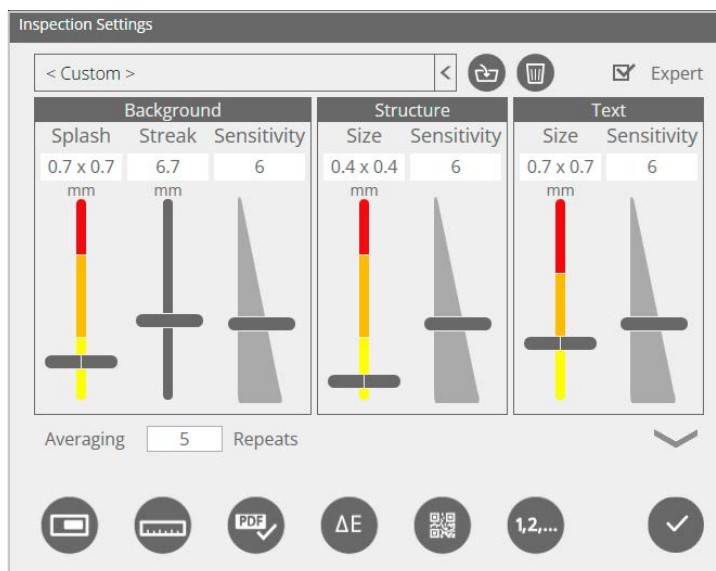 Inspection Settings
< Custom >
<
Expert
Background Structure Text
Splash Streak Sensitivity Size Sensitivity Size Sensitivity
0.7 x 0.7 6.7 6 0.4 x 0.4 6 0.7 x 0.7 6
mm mm mm mm
Averaging 5 Repeats
PDF ΔE 1,2,...